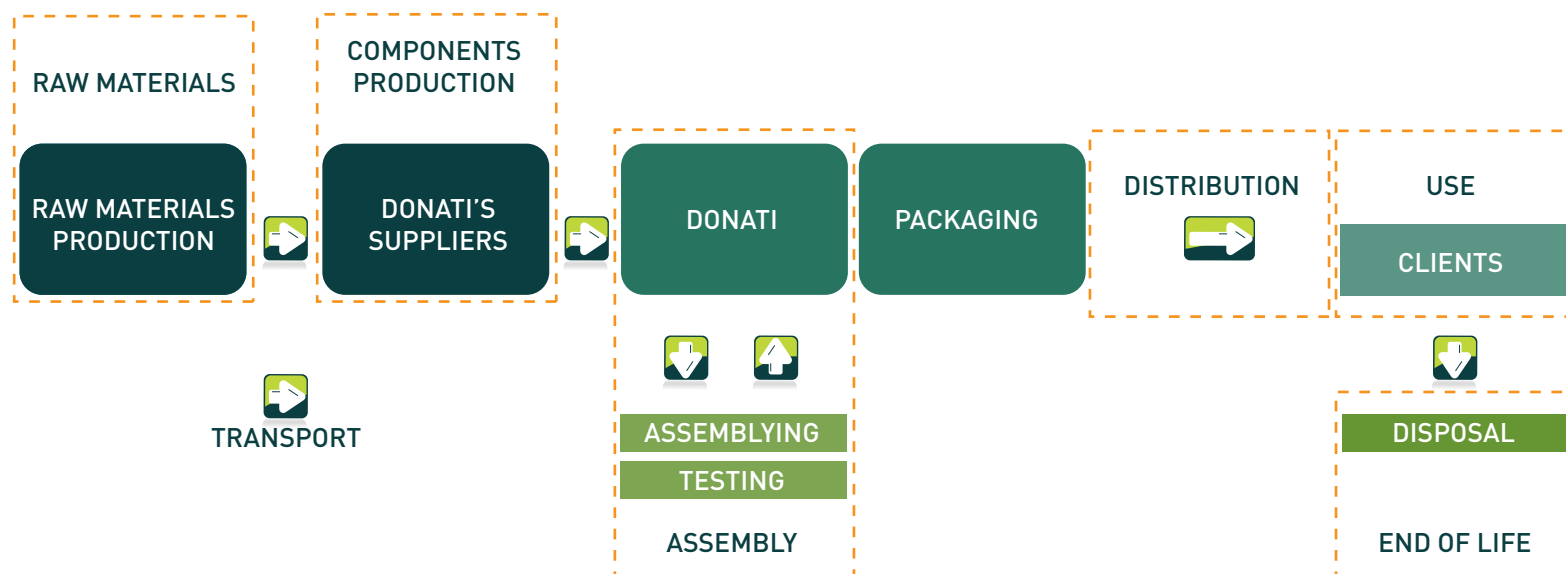 RAW MATERIALS
RAW MATERIALS
PRODUCTION
COMPONENTS
PRODUCTION
DONATI'S
SUPPLIERS
TRANSPORT
DONATI
ASSEMBLYING
TESTING
ASSEMBLY
PACKAGING
DISTRIBUTION
USE
CLIENTS
DISPOSAL
END OF LIFE